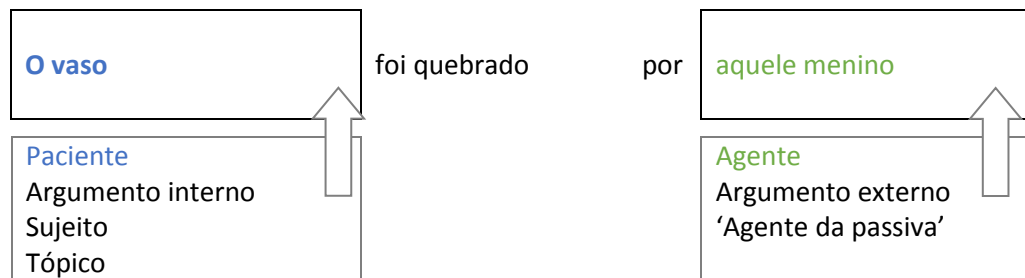 O vaso foi quebrado por aquele menino
Paciente
Argumento interno
Sujeito
Tópico
Agente
Argumento externo
‘Agente da passiva’